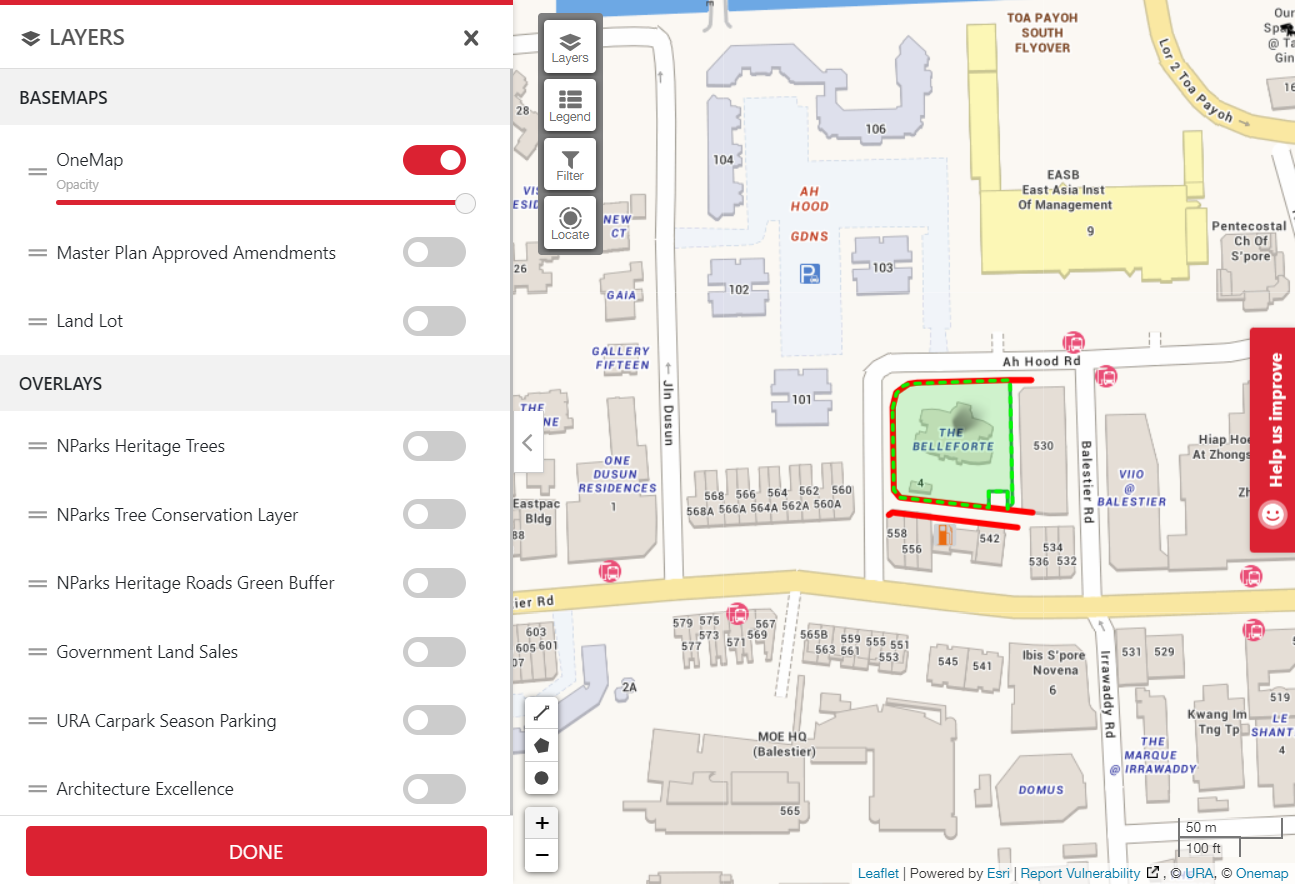 LAYERS
BASEMAPS
OneMap
Opacity
Master Plan Approved Amendments
Land Lot
OVERLAYS
NParks Heritage Trees
NParks Tree Conservation Layer
NParks Heritage Roads Green Buffer
Government Land Sales
URA Carpark Season Parking
Architecture Excellence
DONE
Layers
Legend
Filter
Locate
TOA PAYOH
SOUTH
FLYOVER
Lor 2 Toa Payoh
Our
@ Ta
Gin
16
28
106
104
AH
HOOD
GDNS
EASB
East Asia Inst
Of Management
9
Pentecostal
Ch Of
S'pore
NEW
CT
26
GAIA
102
103
GALLERY
FIFTEEN
Jln Dusun
Ah Hood Rd
101
THE
THE
BELLEFORTE
4
530
Balestier Rd
VIIO
@
BALESTIER
Hiap Hoe
At Zhongs
Zh
Help us improve
ONE
DUSUN
RESIDENCES
1
Eastpac
Bldg
88
568 566 564 562 560
568A 566A 564A 562A 560A
558
556
542
534
536 532
ier Rd
603
605 601
07
579 575 567
573 569
577 571
565B 559 555 551
563 561 553
545 541
Ibis S'pore
Novena
6
Irrawaddy Rd
531 529
2A
MOE HQ
(Balestier)
565
Kwang Im
Tng Tp
519
LE
SHANT
4
THE
MARQUE
@ IRRAWADDY
DOMUS
+
−
50 m
100 ft
Leaflet | Powered by Esri | Report Vulnerability , © URA, © Onemap